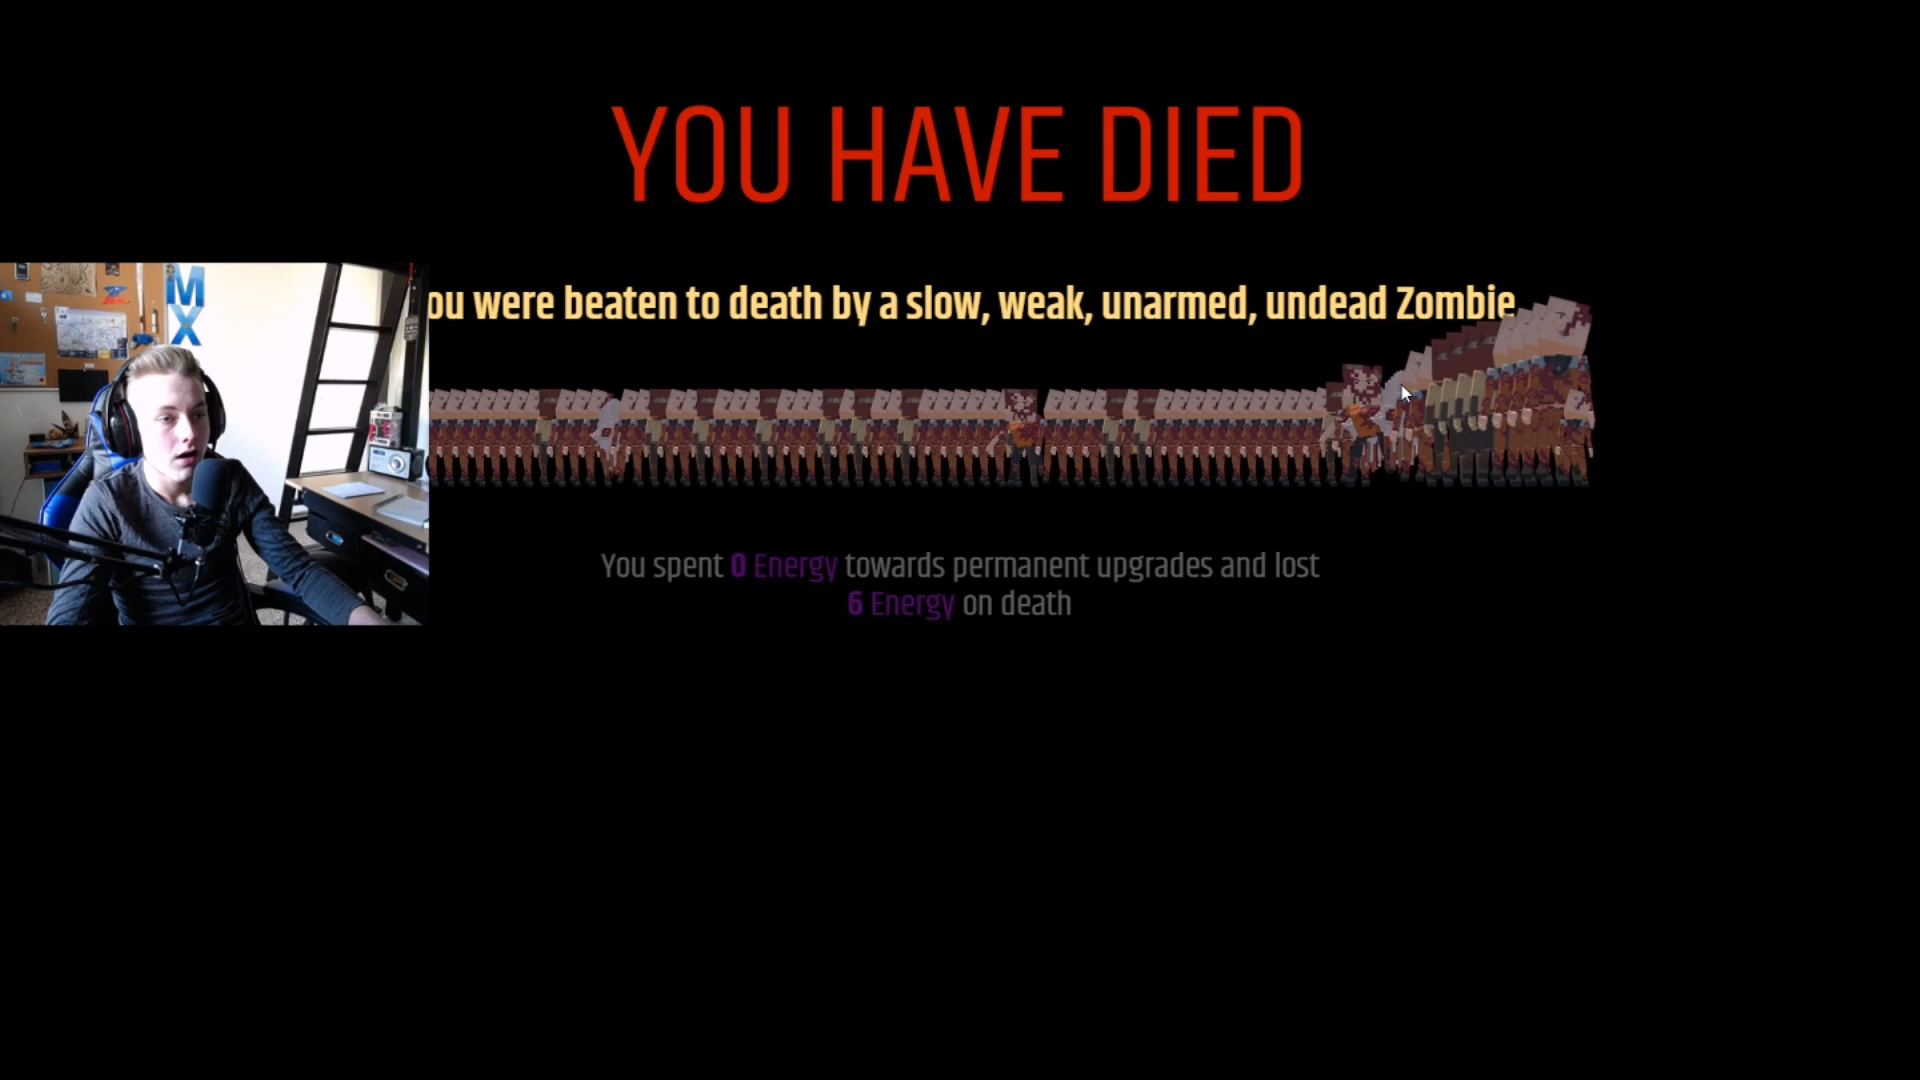 YOU HAVE DIED
ou were beaten to death by a slow, weak, unarmed, undead Zombie
M
X
You spent 0 Energy towards permanent upgrades and lost
6 Energy on death